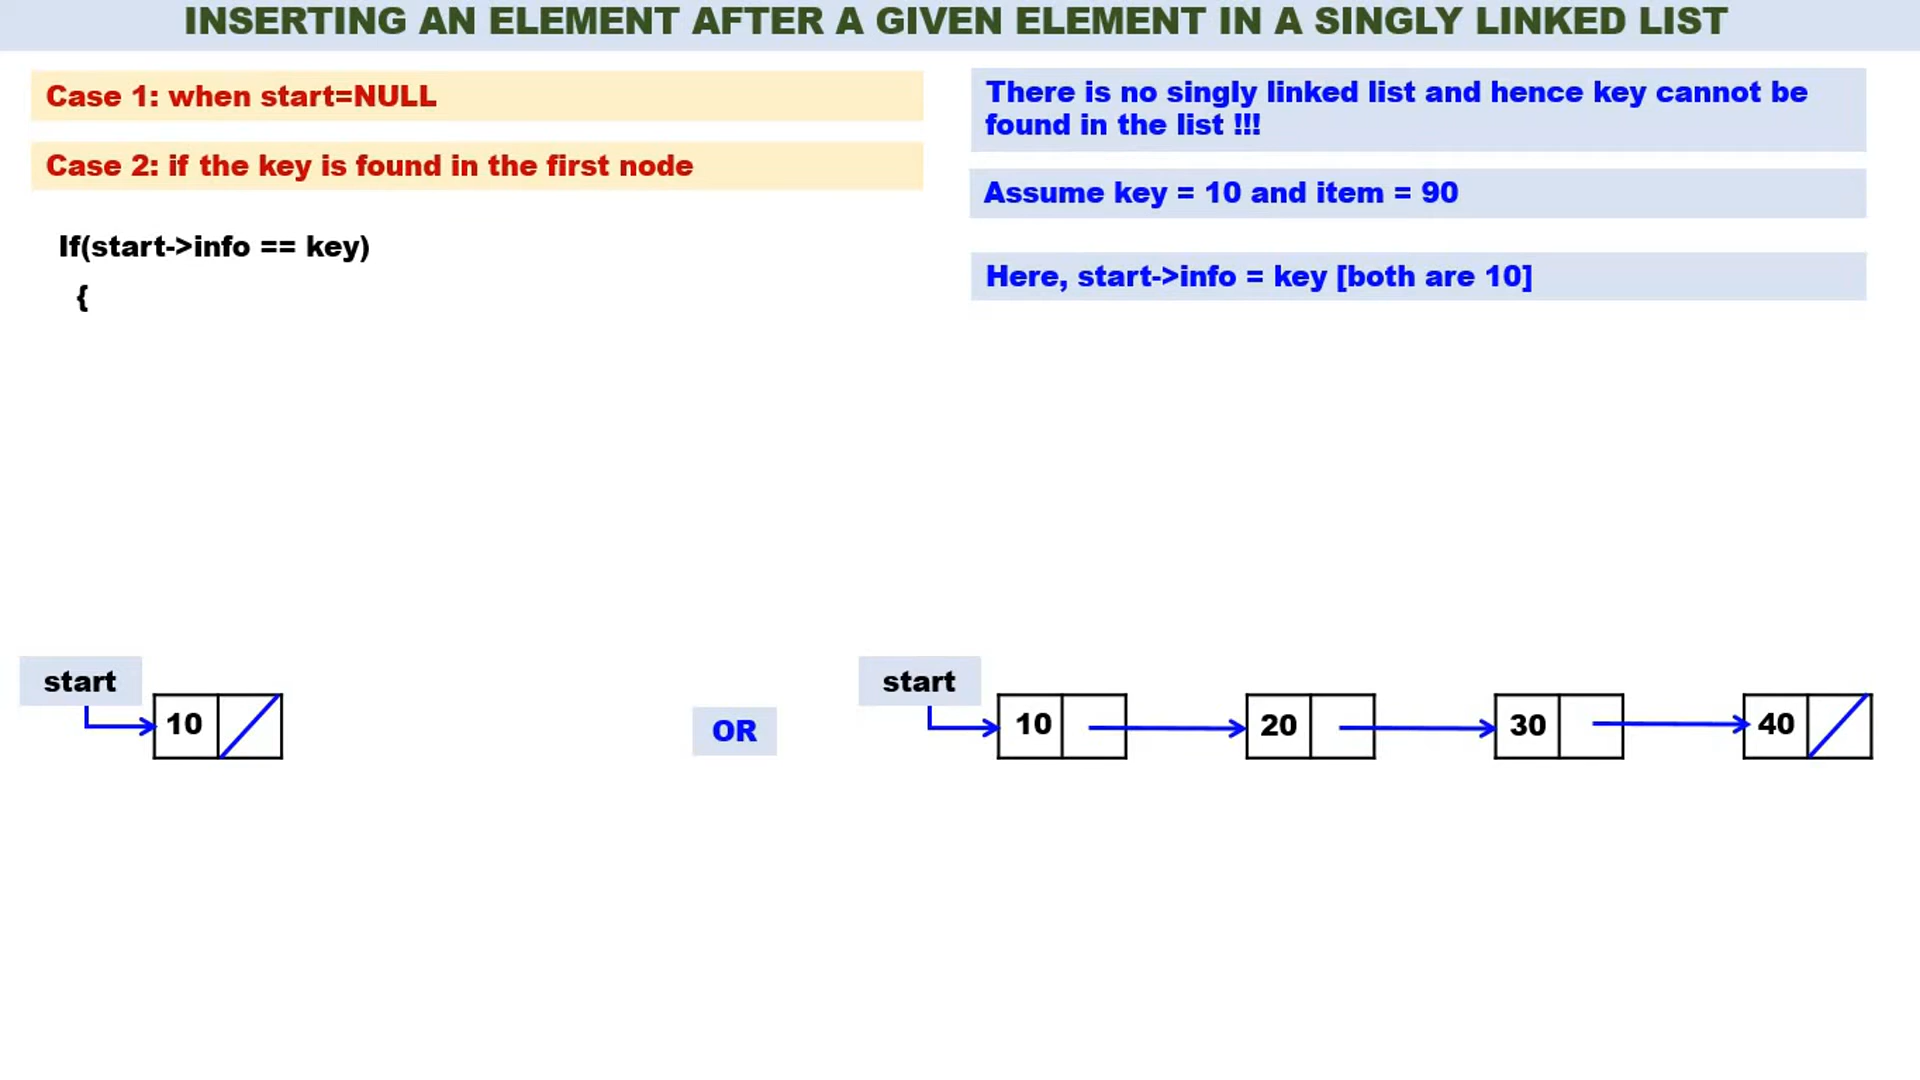 INSERTING AN ELEMENT AFTER A GIVEN ELEMENT IN A SINGLY LINKED LIST
Case 1: when start=NULL
There is no singly linked list and hence key cannot be
found in the list !!!
Case 2: if the key is found in the first node
Assume key = 10 and item = 90
If(start->info == key)
{
Here, start->info = key [both are 10]
start
10
OR
start
10
20
30
40